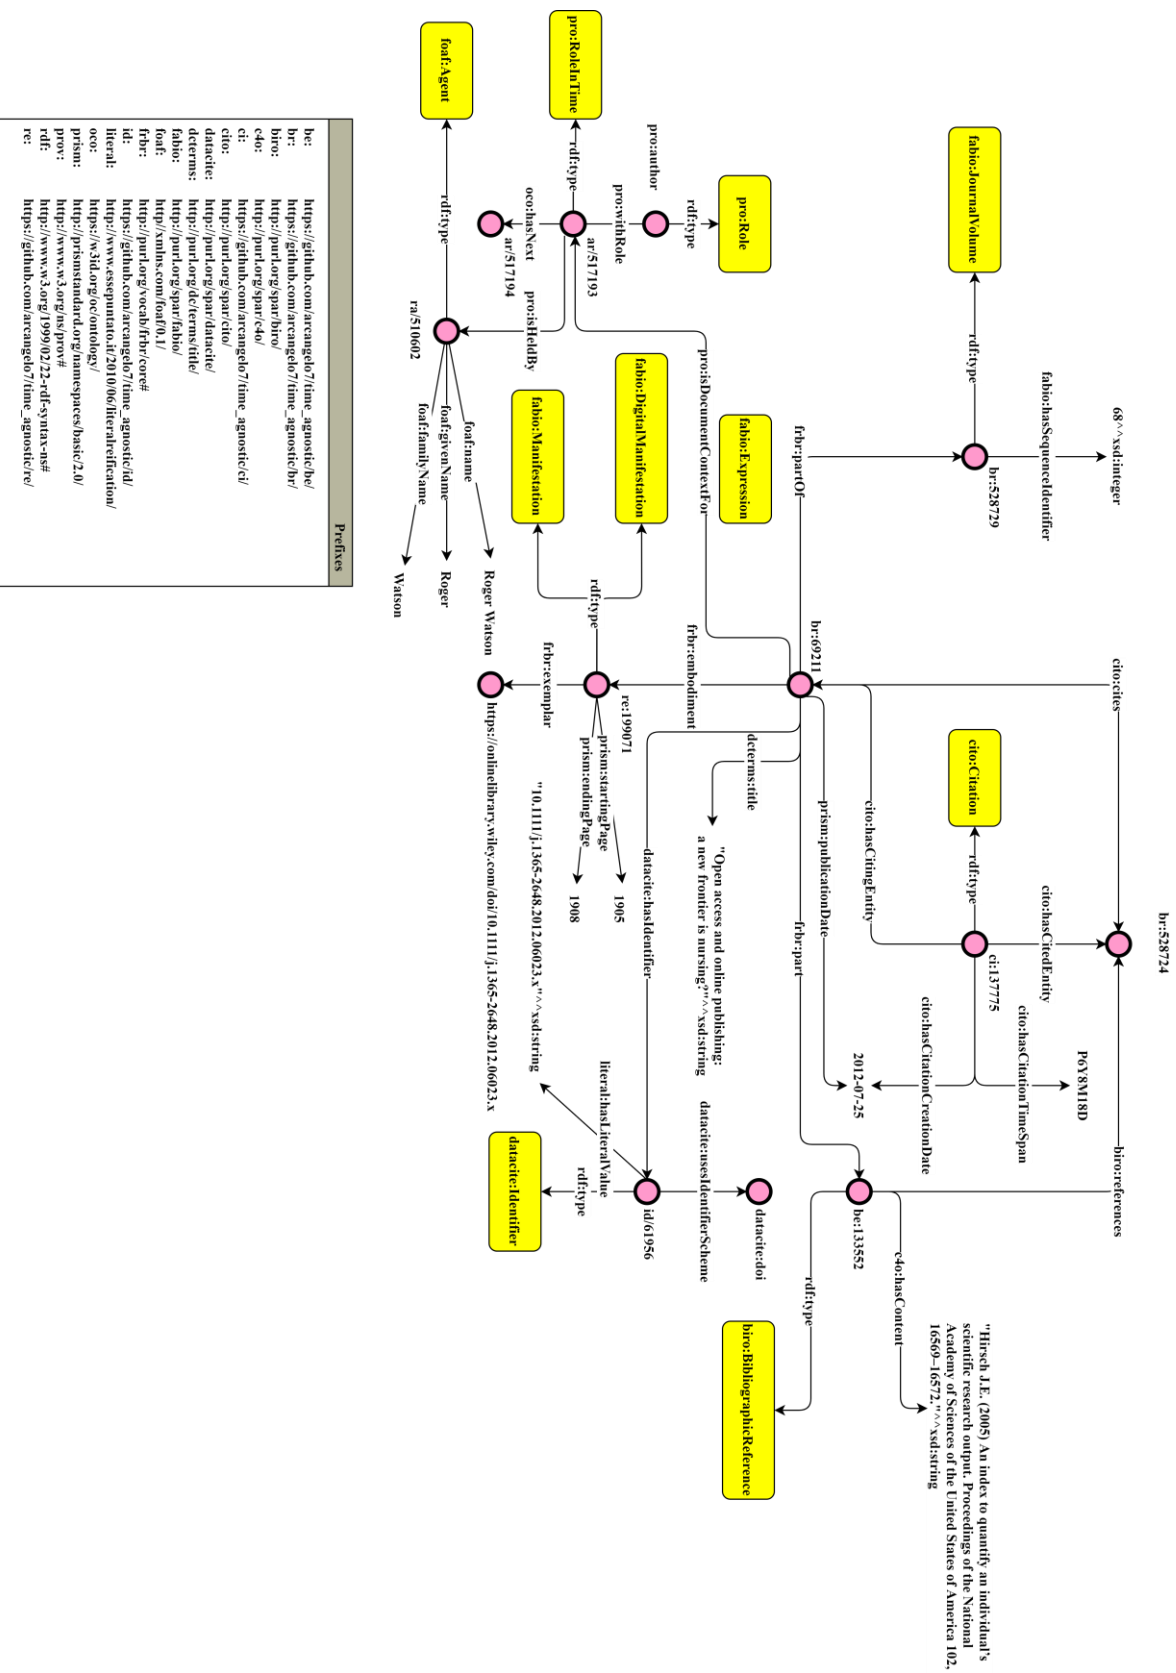 68^^xsd:integer
fabio:hasSequenceIdentifier
br:528729
rdf:type
fabio:JournalVolume
frbr:partOf
cito:cites
br:528724
biro:references
cito:hasCitedEntity
ci:137775
rdf:type
cito:Citation
cito:hasCitingEntity
cito:hasCitationTimeSpan
P6Y8M18D
cito:hasCitationCreationDate
2012-07-25
prism:publicationDate
"Hirsch J.E. (2005) An index to quantify an individual's
scientific research output. Proceedings of the National
Academy of Sciences of the United States of America 102,
16569–16572."^^xsd:string
c4o:hasContent
be:133552
rdf:type
biro:BibliographicReference
frbr:part
br:69211
pro:Role
rdf:type
pro:author
pro:withRole
pro:RoleInTime
rdf:type
ar/517193
oco:hasNext
ar/517194
pro:isDocumentContextFor
pro:isHeldBy
fabio:Expression
fabio:DigitalManifestation
fabio:Manifestation
rdf:type
frbr:embodiment
re:199071
prism:startingPage
1905
prism:endingPage
1908
frbr:exemplar
https://onlinelibrary.wiley.com/doi/10.1111/j.1365-2648.2012.06023.x
dcterms:title
"Open access and online publishing:
a new frontier is nursing?"^^xsd:string
datacite:hasIdentifier
datacite:doi
datacite:usesIdentifierScheme
id/61956
literal:hasLiteralValue
"10.1111/j.1365-2648.2012.06023.x"^^xsd:string
rdf:type
datacite:Identifier
foaf:Agent
rdf:type
ra/510602
foaf:name
Roger Watson
foaf:givenName
Roger
foaf:familyName
Watson
Prefixes
be: https://github.com/arcangelo7/time_agnostic/be/
br: https://github.com/arcangelo7/time_agnostic/br/
biro: http://purl.org/spar/biro/
c4o: http://purl.org/spar/c4o/
ci: https://github.com/arcangelo7/time_agnostic/ci/
cito: http://purl.org/spar/cito/
datacite: http://purl.org/spar/datacite/
dcterms: http://purl.org/dc/terms/title/
fabio: http://purl.org/spar/fabio/
foaf: http//xmlns.com/foaf/0.1/
frbr: http://purl.org/vocab/frbr/core#
id: https://github.com/arcangelo7/time_agnostic/id/
literal: http://www.essepuntato.it/2010/06/literalreification/
oco: https://w3id.org/oc/ontology/
prism: http://prismstandard.org/namespaces/basic/2.0/
prov: http://www.w3.org/ns/prov#
rdf: http://www.w3.org/1999/02/22-rdf-syntax-ns#
re: https://github.com/arcangelo7/time_agnostic/re/